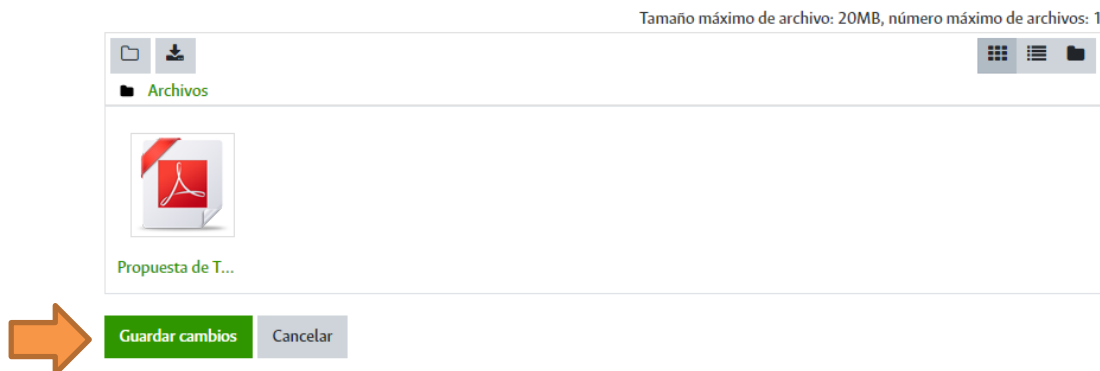 Tamaño máximo de archivo: 20MB, número máximo de archivos: 1
Archivos
Propuesta de T...
Guardar cambios Cancelar